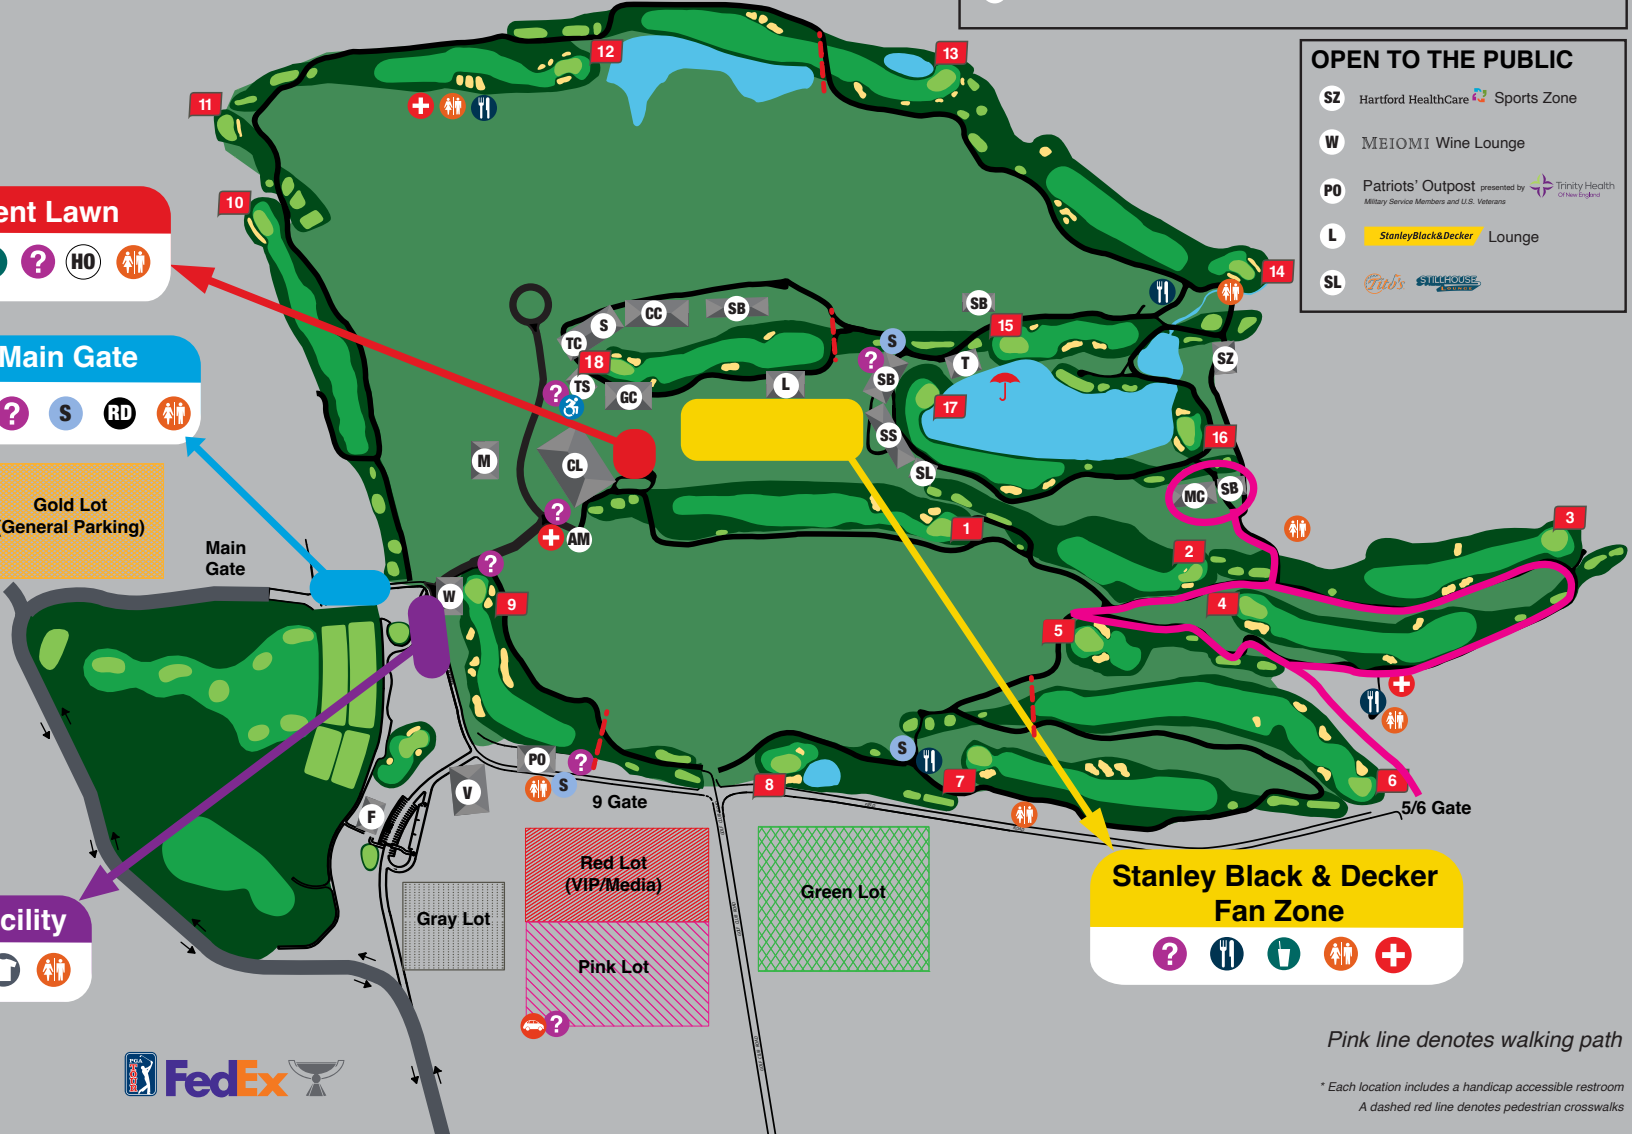 OPEN TO THE PUBLIC
SZ Hartford HealthCare Sports Zone
W MEIOMI Wine Lounge
PO Patriots' Outpost presented by Trinity Health
Of New England
Military Service Members and U.S. Veterans
L StanleyBlack&Decker Lounge
SL Tito's STILLHOUSE
LOUNGE
12
13
11
10
14
ent Lawn
? HO
Main Gate
? S RD
Gold Lot
(General Parking)
Main
Gate
SB
CC
SB
S
TC
18
15
S
?
T
SZ
TS
?
GC
L
SB
17
16
SS
M
CL
SL
MC
SB
?
AM
1
3
2
?
W
9
4
5
PO
?
S
S
V
8
7
6
9 Gate
5/6 Gate
F
Red Lot
(VIP/Media)
Green Lot
Gray Lot
Pink Lot
?
cility
Stanley Black & Decker
Fan Zone
?
PGA
TOUR
FedEx
Pink line denotes walking path
* Each location includes a handicap accessible restroom
A dashed red line denotes pedestrian crosswalks